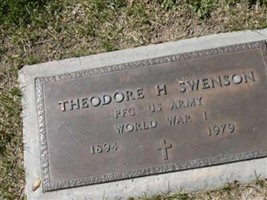 THEODORE H SWENSON
PFC US ARMY
WORLD WAR I
1894 1979